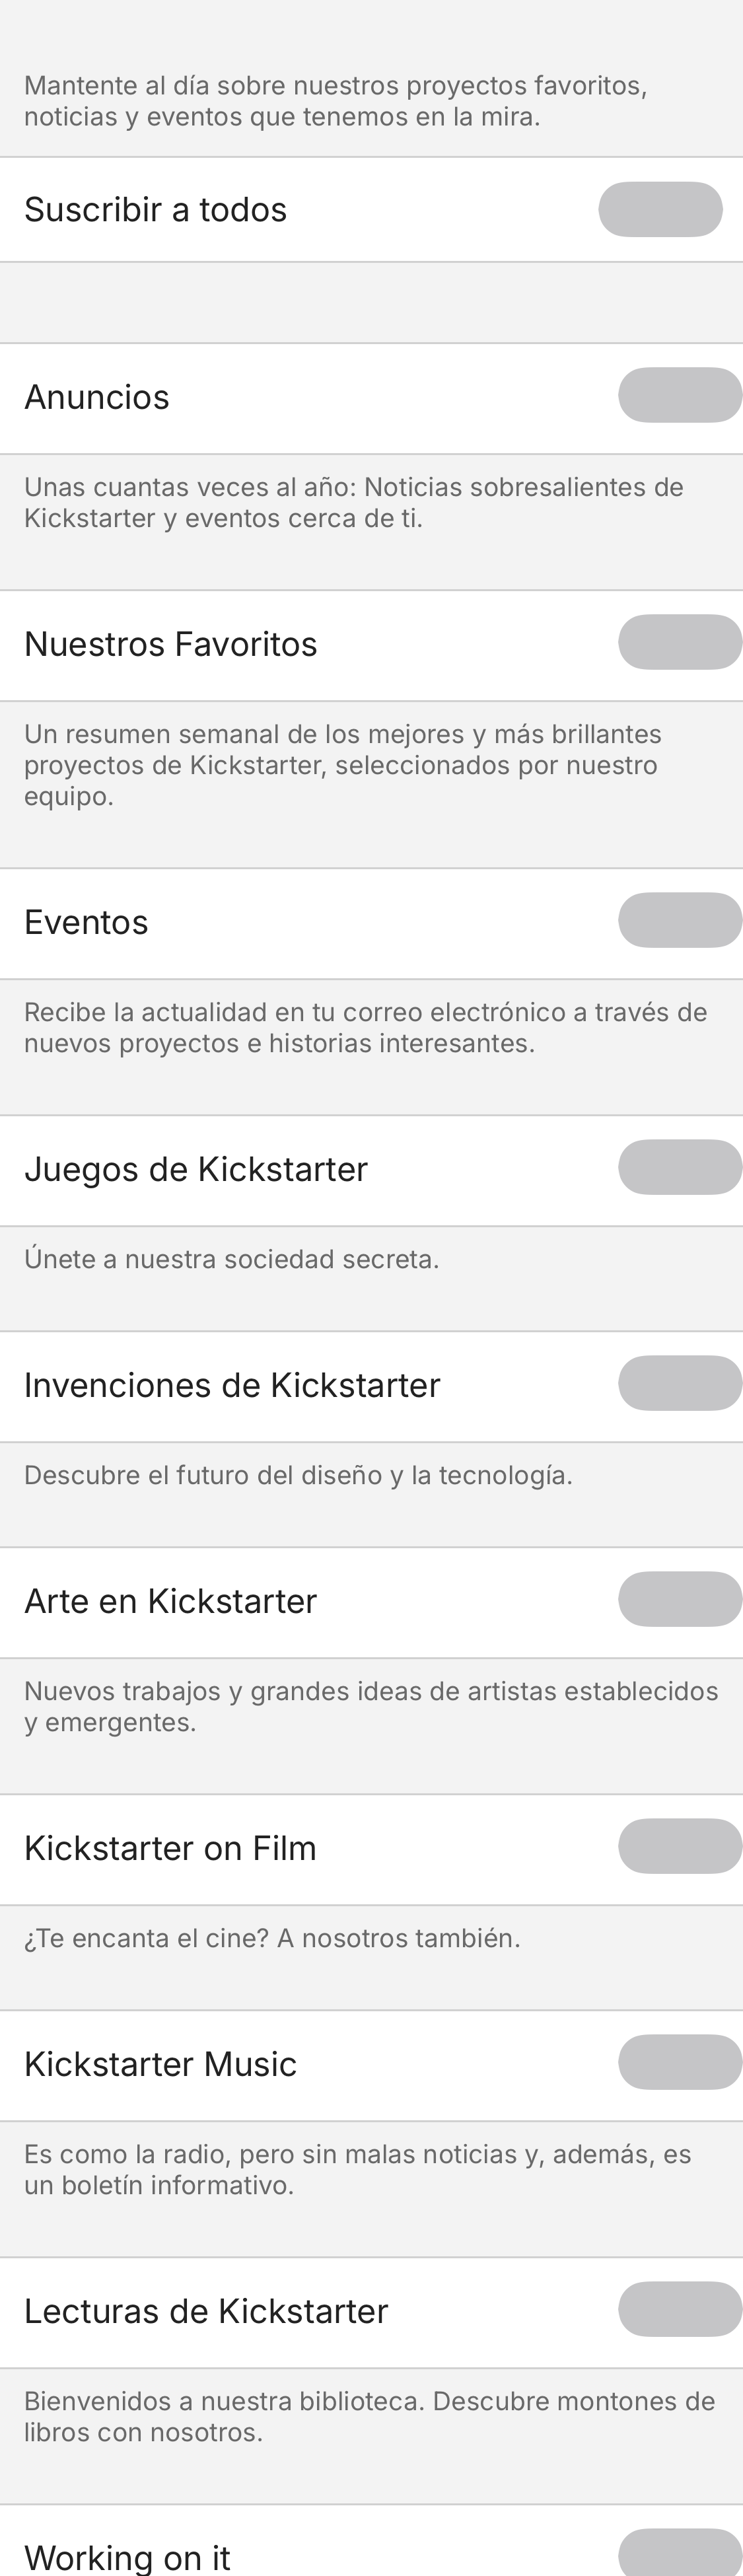 Mantente al día sobre nuestros proyectos favoritos,
noticias y eventos que tenemos en la mira.
Suscribir a todos
Anuncios
Unas cuantas veces al año: Noticias sobresalientes de
Kickstarter y eventos cerca de ti.
Nuestros Favoritos
Un resumen semanal de los mejores y más brillantes
proyectos de Kickstarter, seleccionados por nuestro
equipo.
Eventos
Recibe la actualidad en tu correo electrónico a través de
nuevos proyectos e historias interesantes.
Juegos de Kickstarter
Únete a nuestra sociedad secreta.
Invenciones de Kickstarter
Descubre el futuro del diseño y la tecnología.
Arte en Kickstarter
Nuevos trabajos y grandes ideas de artistas establecidos
y emergentes.
Kickstarter on Film
¿Te encanta el cine? A nosotros también.
Kickstarter Music
Es como la radio, pero sin malas noticias y, además, es
un boletín informativo.
Lecturas de Kickstarter
Bienvenidos a nuestra biblioteca. Descubre montones de
libros con nosotros.
Working on it